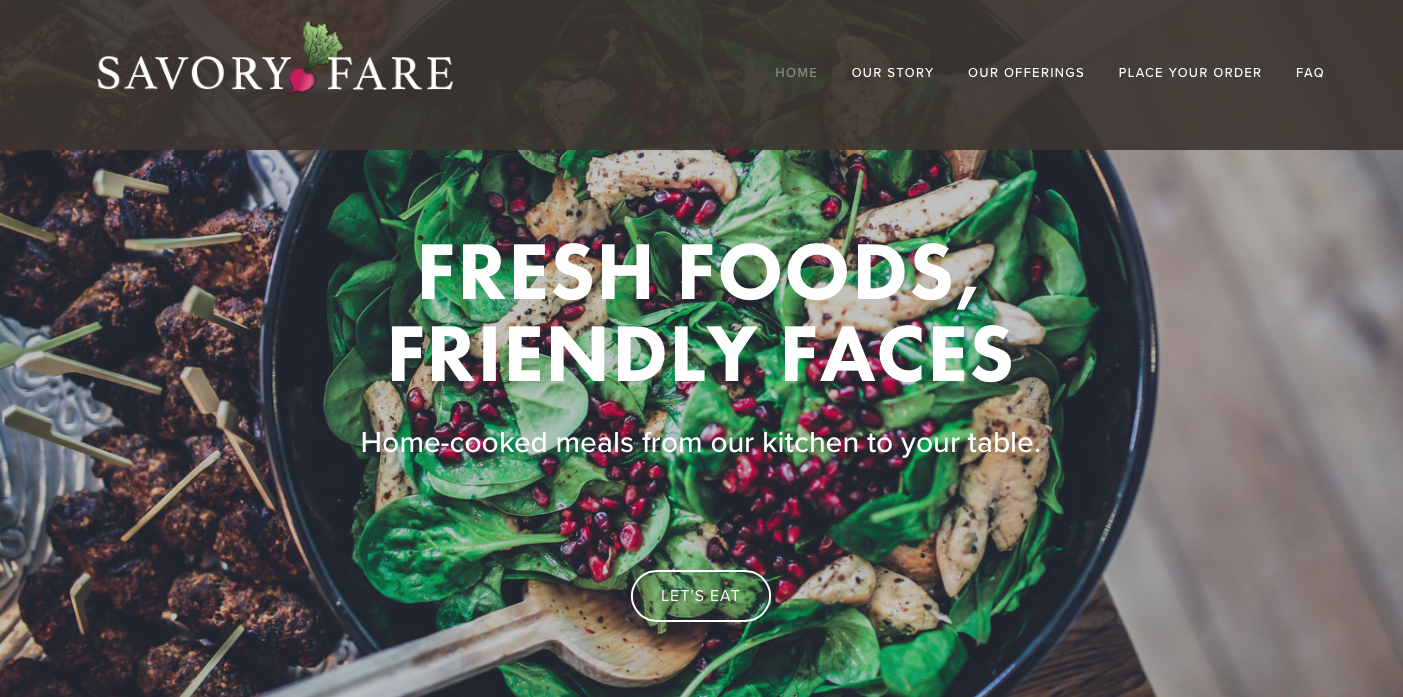 SAVORY FARE
HOME OUR STORY OUR OFFERINGS PLACE YOUR ORDER FAQ
FRESH FOODS,
FRIENDLY FACES
Home-cooked meals from our kitchen to your table.
LET'S EAT